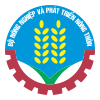 BỘ NÔNG NGHIỆP VÀ PHÁT TRIỂN NÔNG THÔN